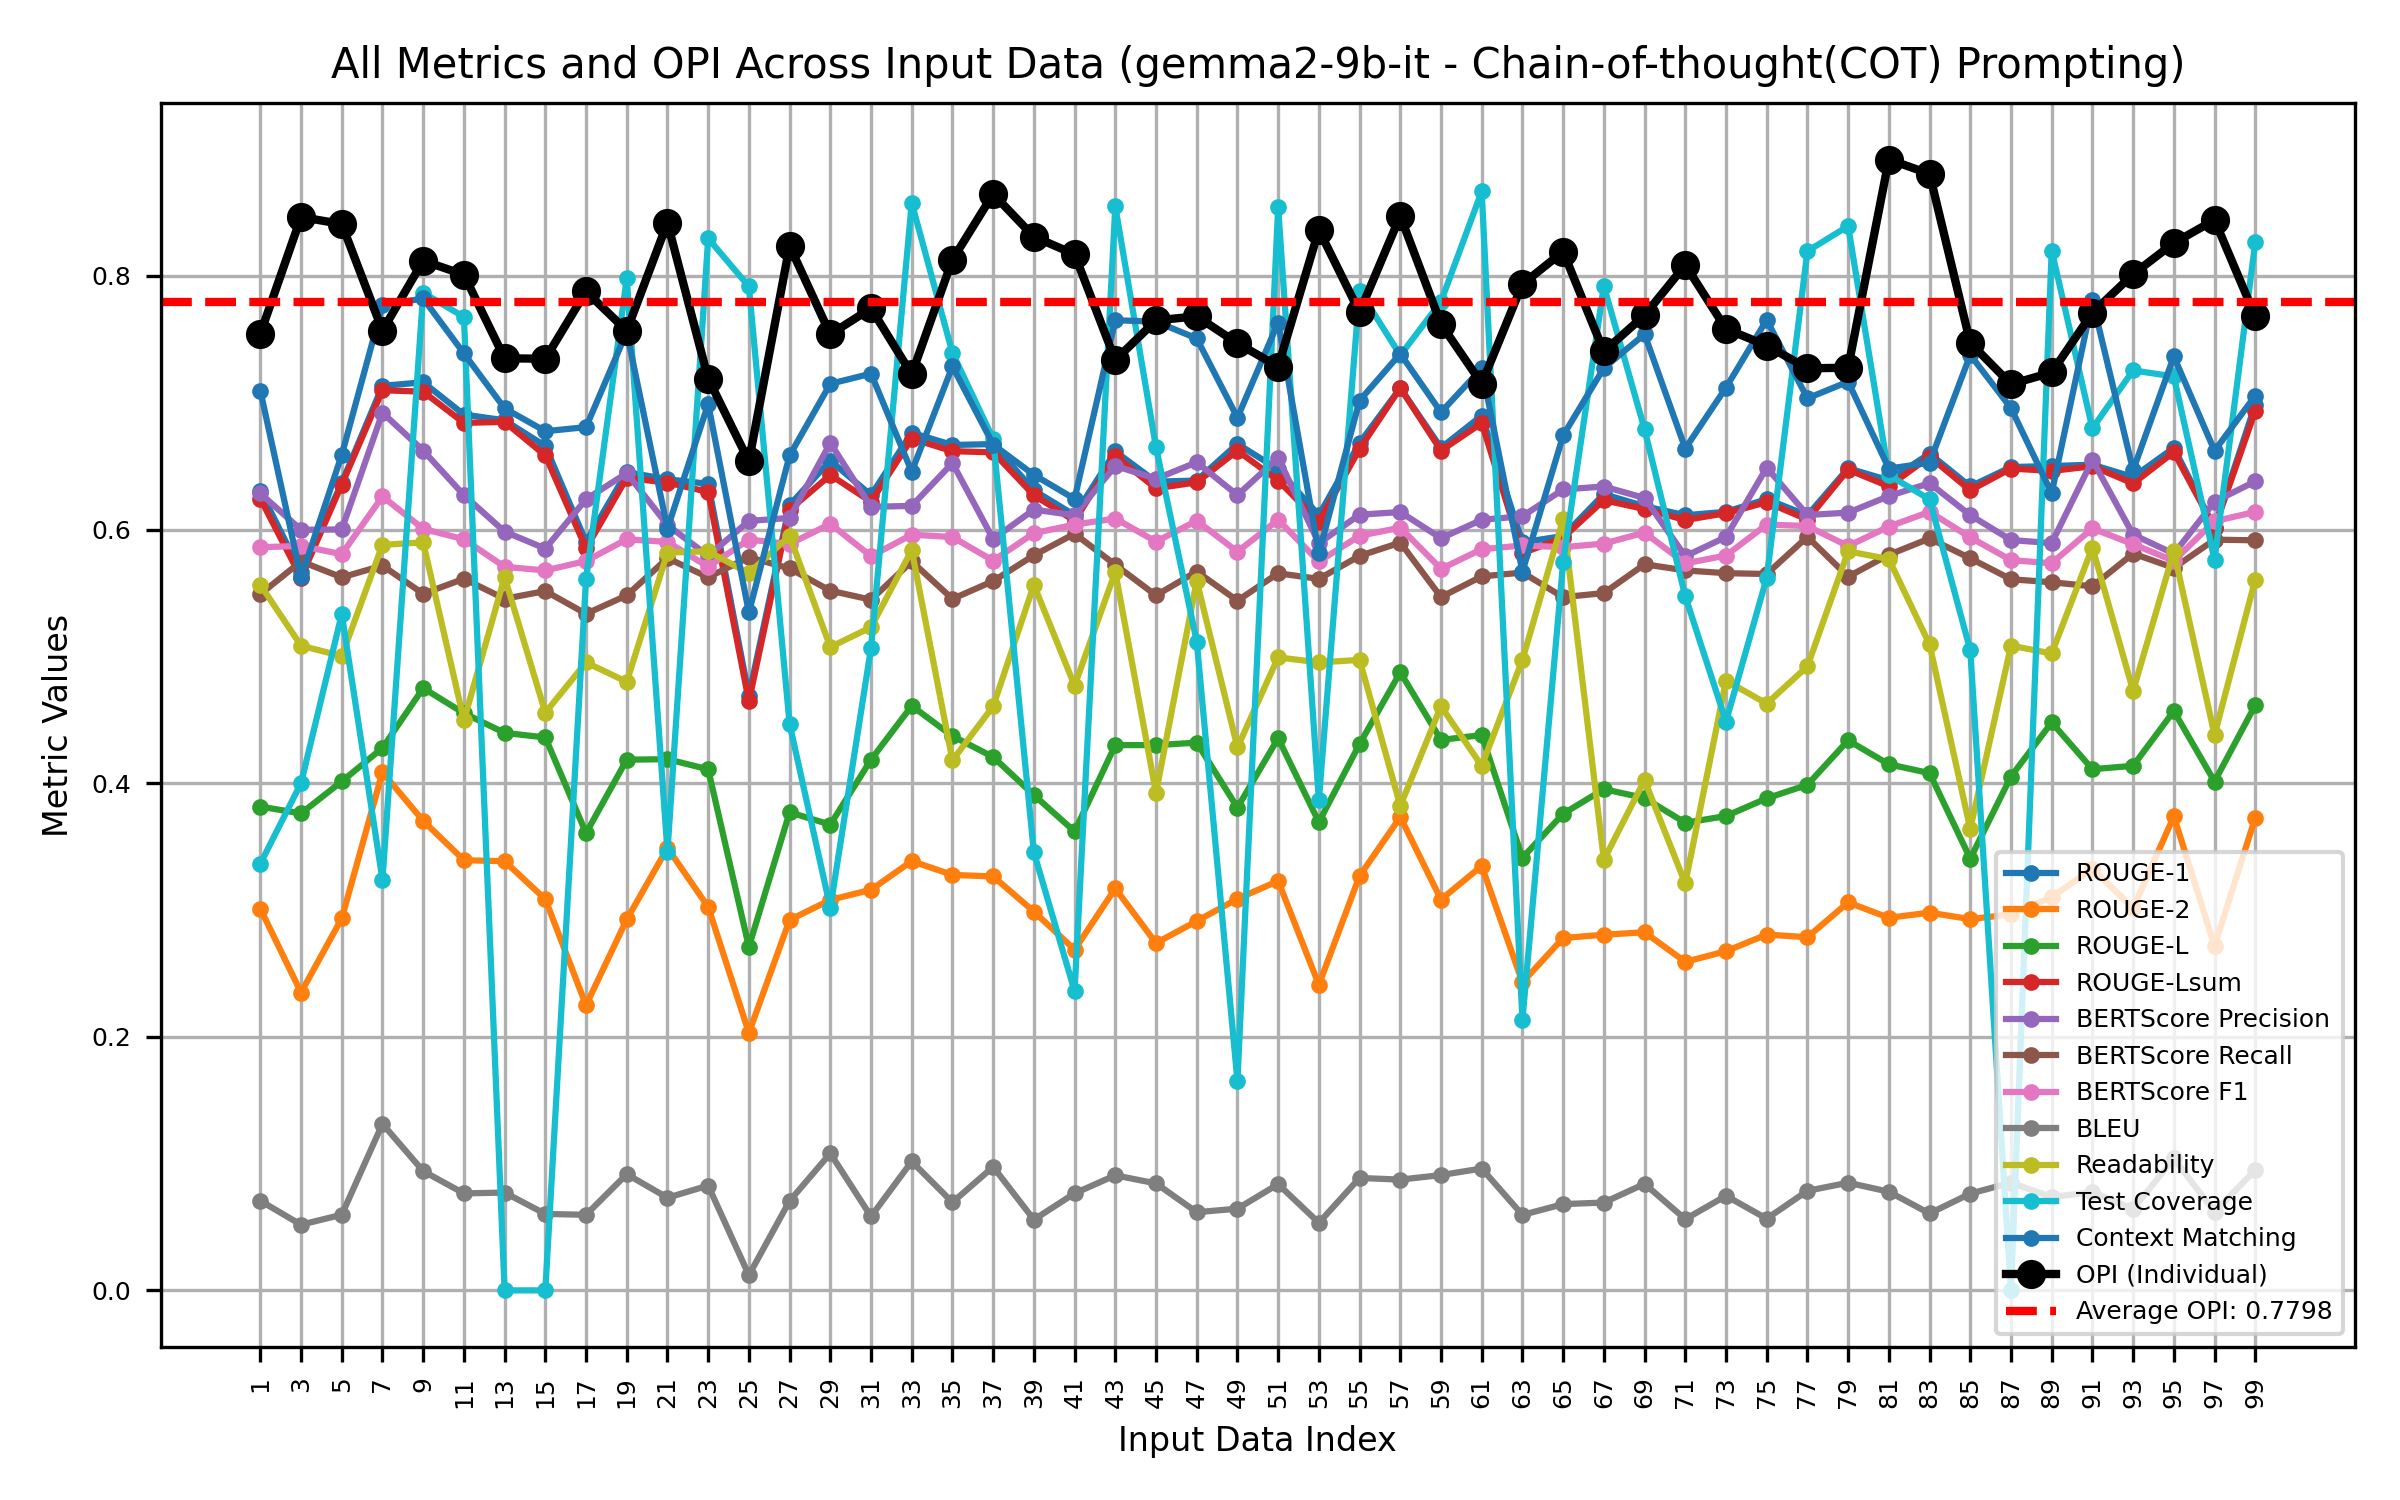 All Metrics and OPI Across Input Data (gemma2-9b-it - Chain-of-thought(COT) Prompting)
Metric Values
0.8
0.6
0.4
0.2
0.0
ROUGE-1
ROUGE-2
ROUGE-L
ROUGE-Lsum
BERTScore Precision
BERTScore Recall
BERTScore F1
BLEU
Readability
Test Coverage
Context Matching
OPI (Individual)
Average OPI: 0.7798
1 3 5 7 9 11 13 15 17 19 21 23 25 27 29 31 33 35 37 39 41 43 45 47 49 51 53 55 57 59 61 63 65 67 69 71 73 75 77 79 81 83 85 87 89 91 93 95 97 99
Input Data Index